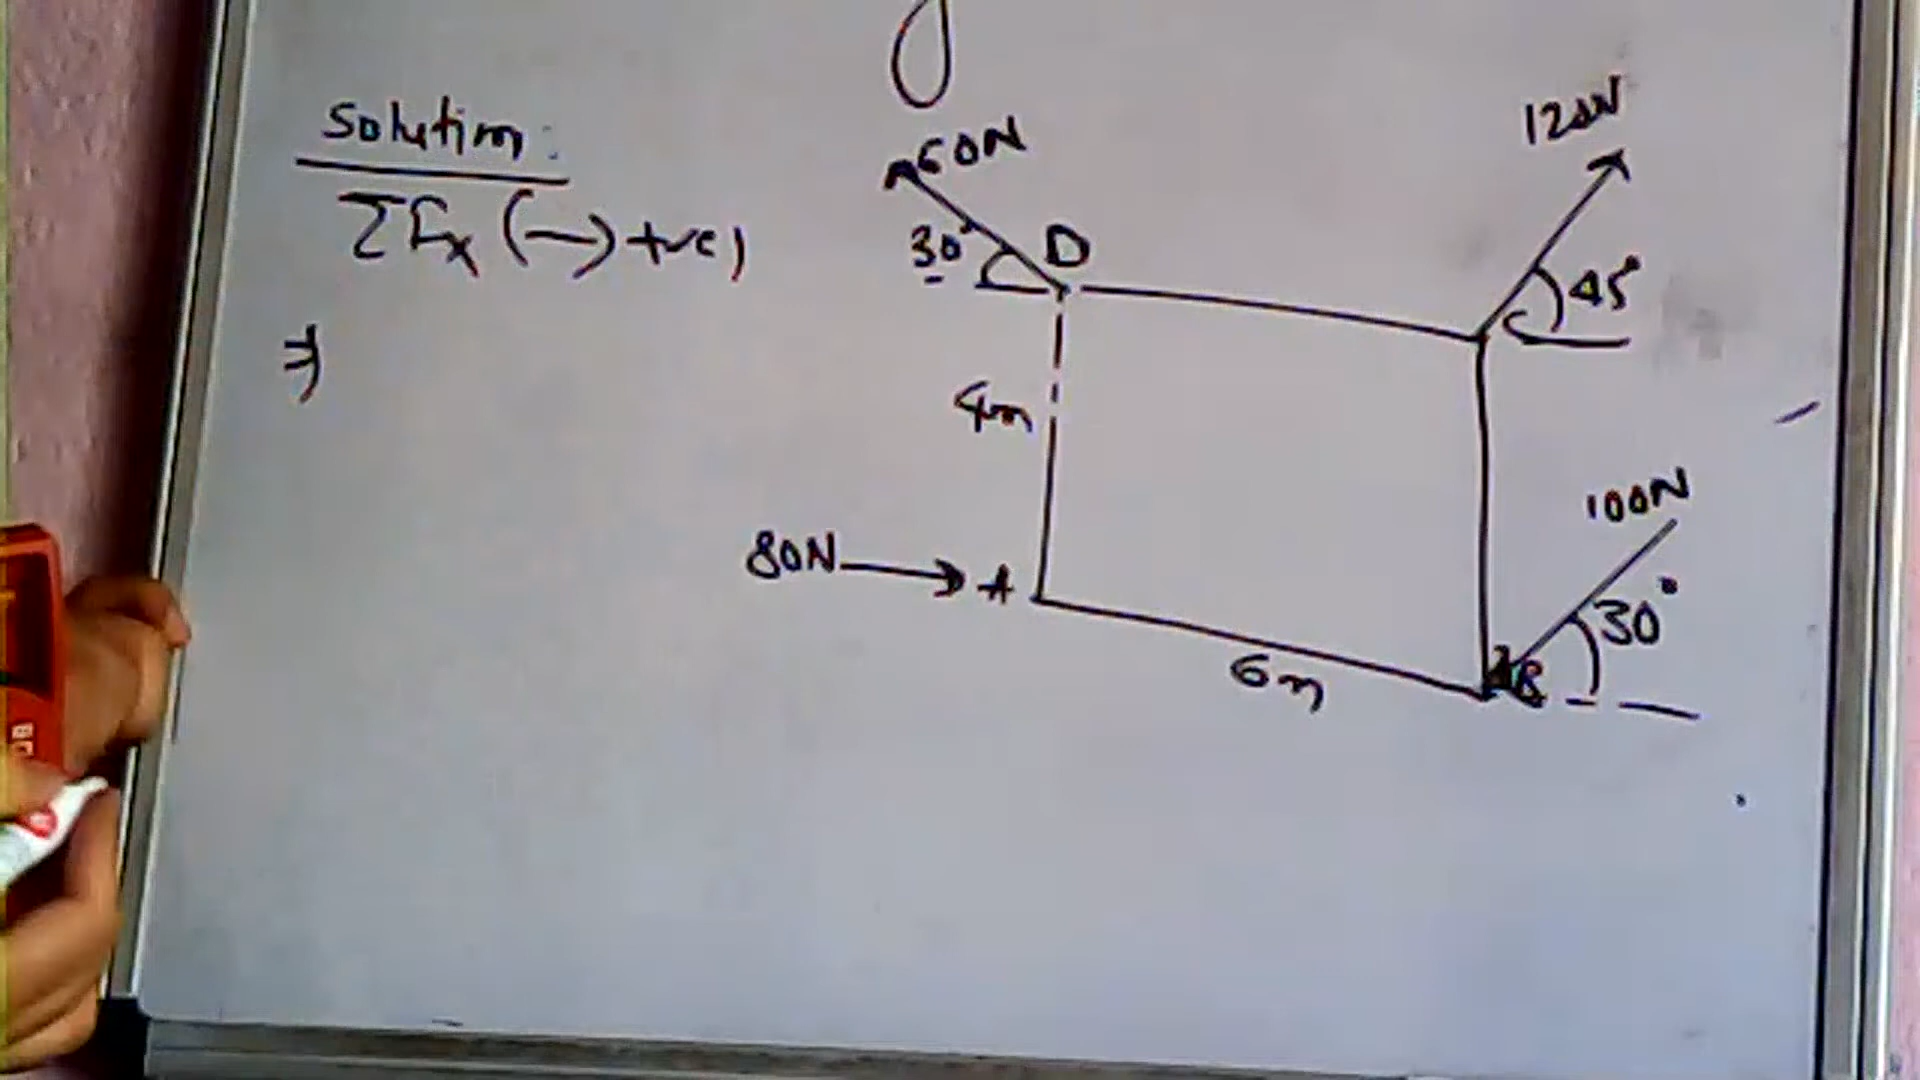 Solution:
ΣFx (→ +ve)
⇒
60N
120N
30°
D
45°
4m
100N
80N
A
30°
6m
B